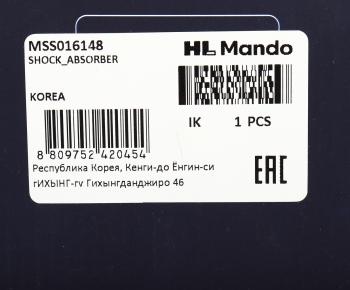 MSS016148
SHOCK_ABSORBER
HL Mando
KOREA
IK 1 PCS
8 809752 420454
Республика Корея, Кенги-до Ёнгин-си
гИХЫНГ-гv Гихынгданджиро 46
EAC